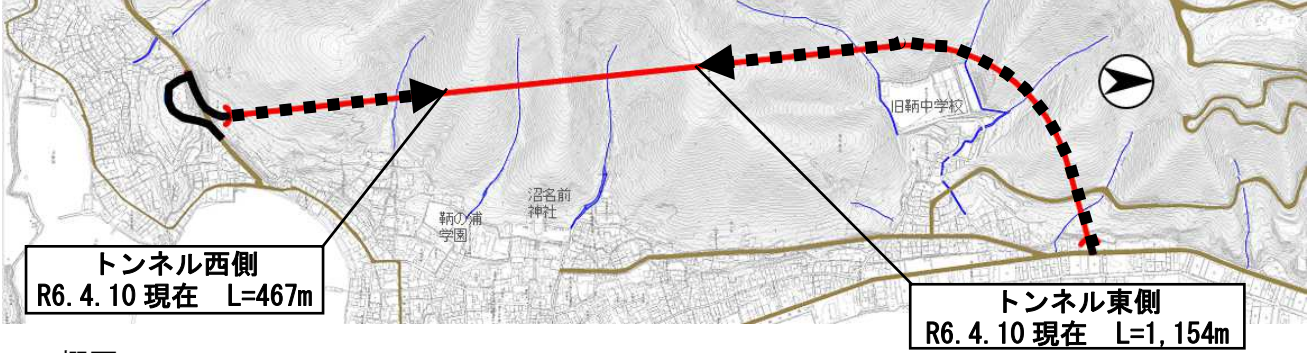 旧鞆中学校
沼名前
神社
鞆の浦
学園
トンネル西側
R6.4.10 現在 L=467m
トンネル東側
R6.4.10 現在 L=1,154m